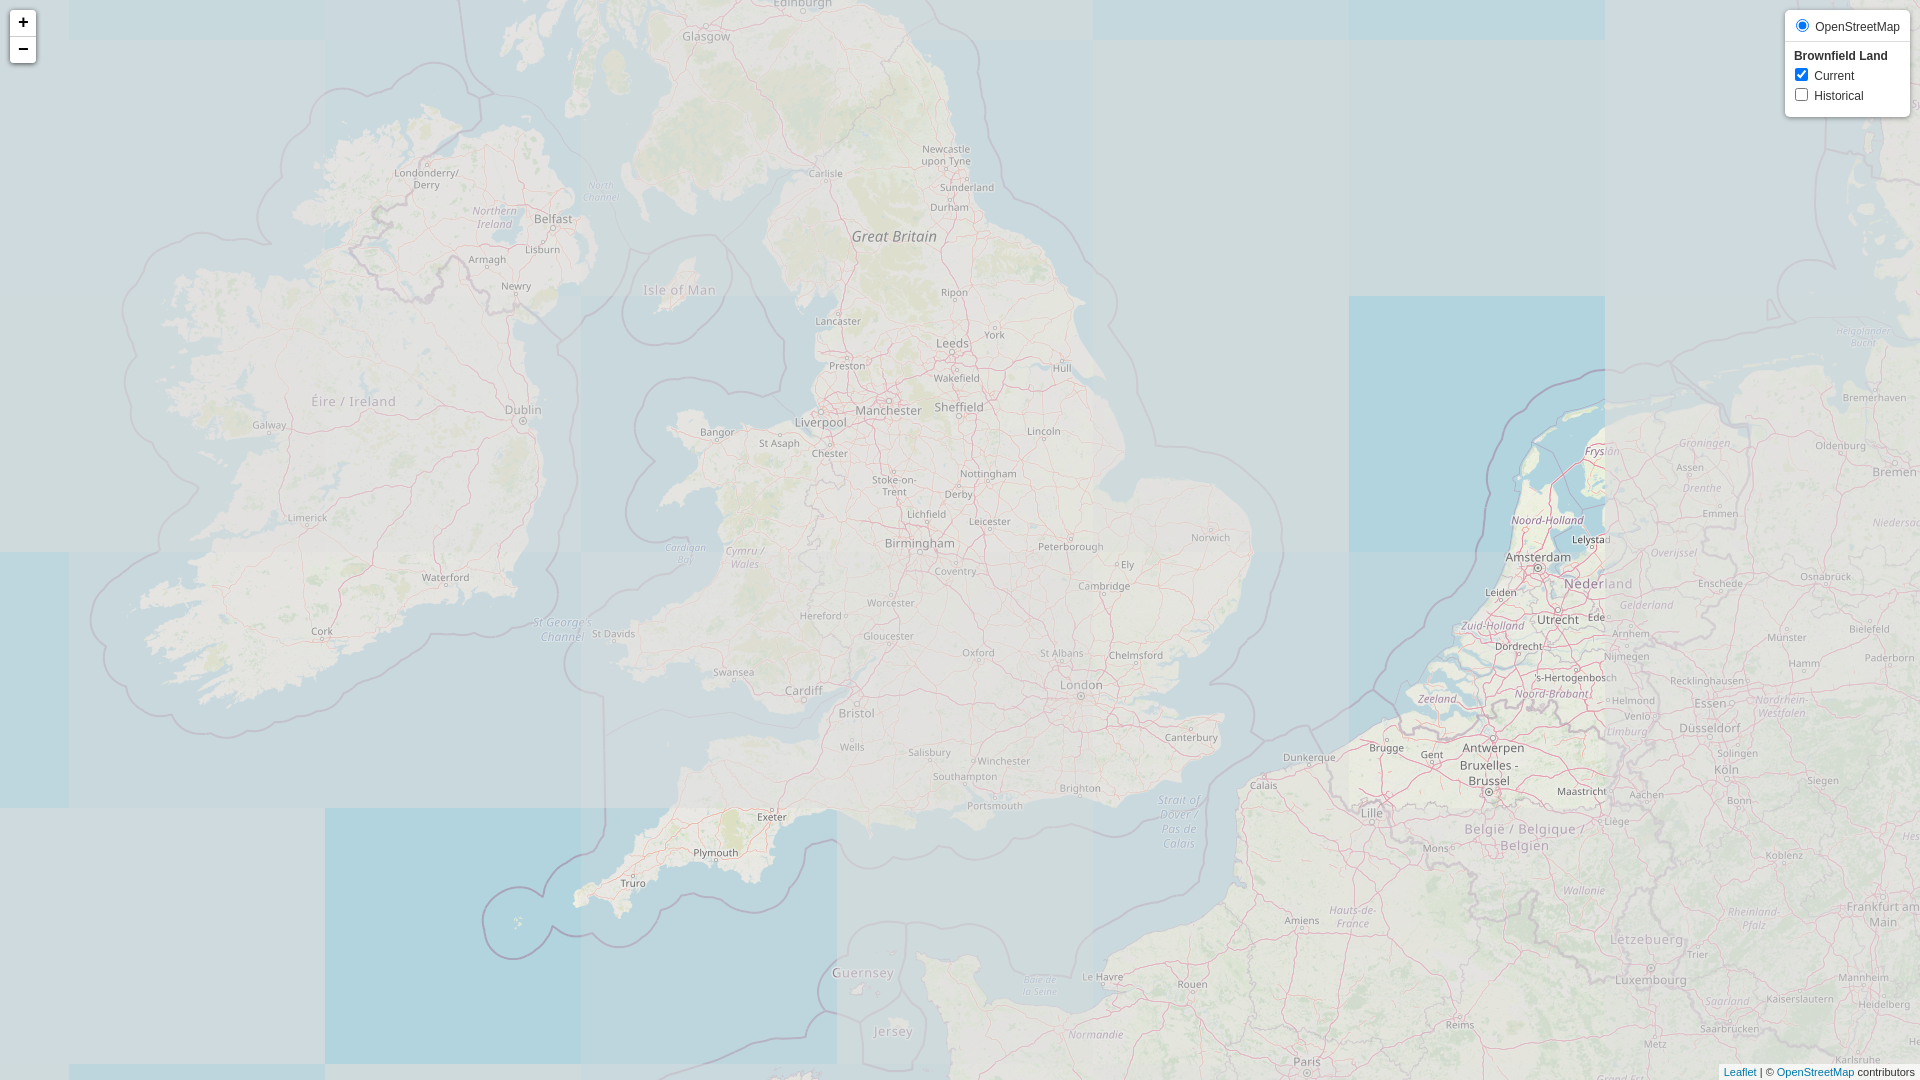 +
−
OpenStreetMap
Brownfield Land
Current
Historical
Edinburgh
Glasgow
Newcastle
upon Tyne
Londonderry/
Derry
Carlisle
Sunderland
North
Channel
Durham
Northern
Ireland
Belfast
Great Britain
Lisburn
Armagh
Newry
Isle of Man
Ripon
Lancaster
Helgoländer
Bucht
York
Leeds
Preston
Hull
Wakefield
Bremerhaven
Éire / Ireland
Dublin
Manchester
Sheffield
Galway
Liverpool
Bangor
Lincoln
St Asaph
Groningen
Oldenburg
Chester
Fryslân
Assen
Bremen
Nottingham
Stoke-on-
Trent
Drenthe
Derby
Limerick
Lichfield
Leicester
Noord-Holland
Emmen
Niedersac
Norwich
Birmingham
Peterborough
Lelystad
Cardigan
Bay
Cymru /
Wales
Overijssel
Amsterdam
Ely
Coventry
Waterford
Cambridge
Nederland
Enschede
Osnabrück
Leiden
Worcester
Gelderland
Hereford
Utrecht
Ede
St George's
Channel
Cork
St Davids
Gloucester
Zuid-Holland
Arnhem
Münster
Bielefeld
Dordrecht
Oxford
St Albans
Chelmsford
Nijmegen
Hamm
Paderborn
Swansea
's-Hertogenbosch
Recklinghausen
London
Cardiff
Zeeland
Noord-Brabant
Helmond
Essen
Nordrhein-
Westfalen
Bristol
Venlo
Düsseldorf
Limburg
Canterbury
Wells
Salisbury
Brugge
Antwerpen
Gent
Solingen
Winchester
Dunkerque
Bruxelles -
Brussel
Köln
Southampton
Siegen
Brighton
Calais
Maastricht
Aachen
Strait of
Dover /
Pas de
Calais
Portsmouth
Bonn
Exeter
Lille
Liège
België / Belgique /
Belgien
Mons
Plymouth
Koblenz
Truro
Wallonie
Hauts-de-
France
Rheinland-
Pfalz
Frankfurt am
Main
Amiens
Lëtzebuerg
Trier
Guernsey
Le Havre
Baie de
la Seine
Rouen
Luxembourg
Mannheim
Saarland
Kaiserslautern
Heidelberg
Jersey
Normandie
Reims
Saarbrücken
Metz
Paris
Karlsruhe
Grand Est
Leaflet | © OpenStreetMap contributors